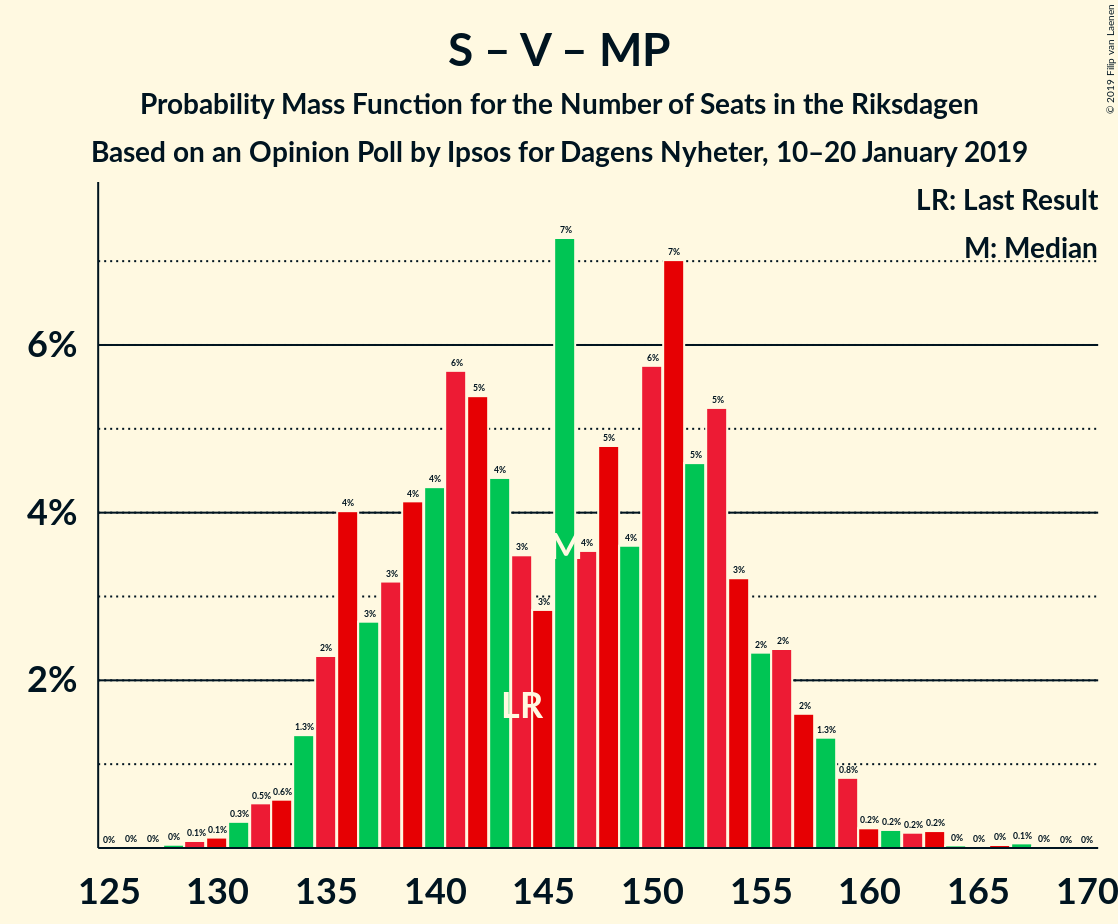 S – V – MP
Probability Mass Function for the Number of Seats in the Riksdagen
Based on an Opinion Poll by Ipsos for Dagens Nyheter, 10–20 January 2019
© 2019 Filip van Laenen
LR: Last Result
M: Median
6%
4%
2%
0% 0% 0% 0% 0.1% 0.1% 0.3% 0.5% 0.6% 1.3% 2% 4% 3% 3% 4% 4% 6% 5% 4% 3% 3% 7% 4% 5% 4% 6% 7% 5% 5% 3% 2% 2% 2% 1.3% 0.8% 0.2% 0.2% 0.2% 0.2% 0% 0% 0% 0.1% 0% 0% 0%
M
LR
125 130 135 140 145 150 155 160 165 170